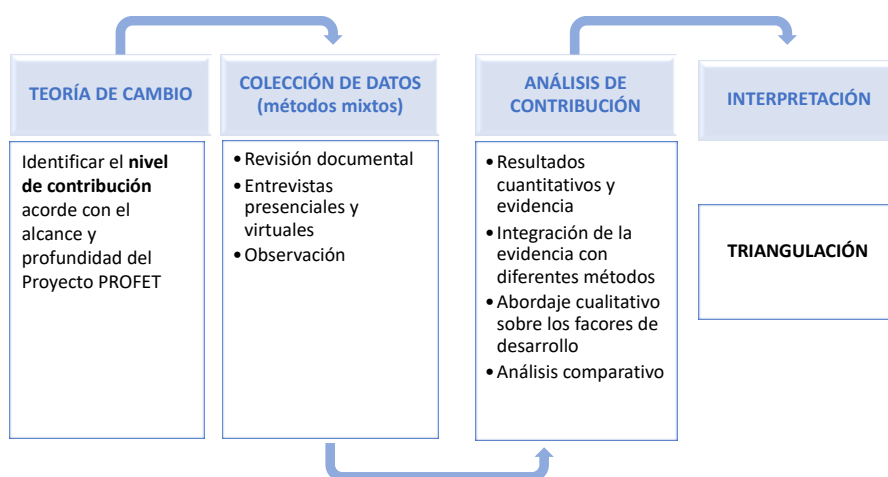 TEORÍA DE CAMBIO
Identificar el nivel
de contribución
acorde con el
alcance y
profundidad del
Proyecto PROFET
COLECCIÓN DE DATOS
(métodos mixtos)
• Revisión documental
• Entrevistas
presenciales y
virtuales
• Observación
ANÁLISIS DE
CONTRIBUCIÓN
• Resultados
cuantitativos y
evidencia
• Integración de la
evidencia con
diferentes métodos
• Abordaje cualitativo
sobre los facores de
desarrollo
• Análisis comparativo
INTERPRETACIÓN
TRIANGULACIÓN